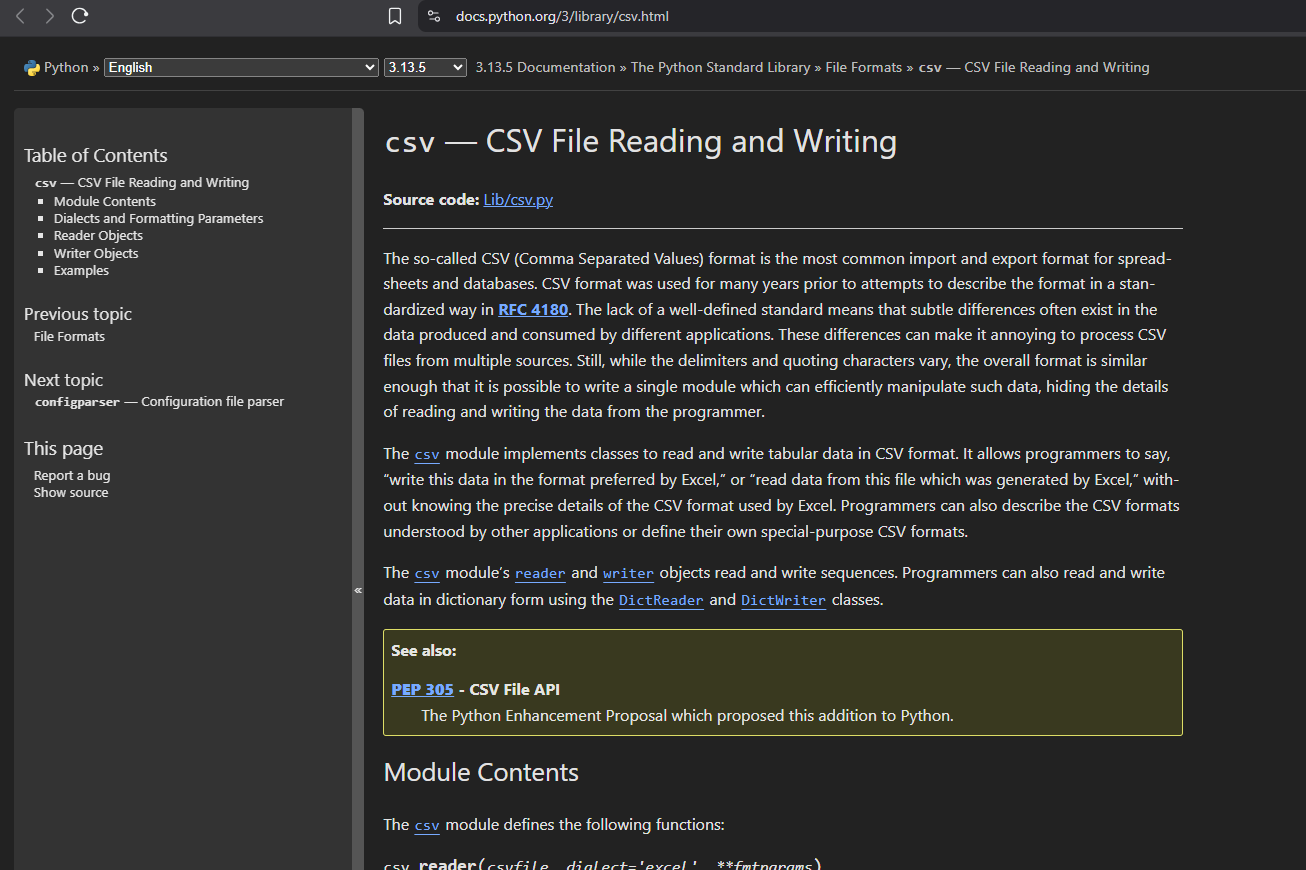 docs.python.org/3/library/csv.html
Python » English 3.13.5 3.13.5 Documentation » The Python Standard Library » File Formats » csv — CSV File Reading and Writing
Table of Contents
csv — CSV File Reading and Writing
Module Contents
Dialects and Formatting Parameters
Reader Objects
Writer Objects
Examples
Previous topic
File Formats
Next topic
configparser — Configuration file parser
This page
Report a bug
Show source
«
csv — CSV File Reading and Writing
Source code: Lib/csv.py
The so-called CSV (Comma Separated Values) format is the most common import and export format for spread-
sheets and databases. CSV format was used for many years prior to attempts to describe the format in a stan-
dardized way in RFC 4180. The lack of a well-defined standard means that subtle differences often exist in the
data produced and consumed by different applications. These differences can make it annoying to process CSV
files from multiple sources. Still, while the delimiters and quoting characters vary, the overall format is similar
enough that it is possible to write a single module which can efficiently manipulate such data, hiding the details
of reading and writing the data from the programmer.
The csv module implements classes to read and write tabular data in CSV format. It allows programmers to say,
“write this data in the format preferred by Excel,” or “read data from this file which was generated by Excel,” with-
out knowing the precise details of the CSV format used by Excel. Programmers can also describe the CSV formats
understood by other applications or define their own special-purpose CSV formats.
The csv module’s reader and writer objects read and write sequences. Programmers can also read and write
data in dictionary form using the DictReader and DictWriter classes.
See also:
PEP 305 - CSV File API
The Python Enhancement Proposal which proposed this addition to Python.
Module Contents
The csv module defines the following functions:
csv.reader(csvfile, dialect='excel', **fmtparams)